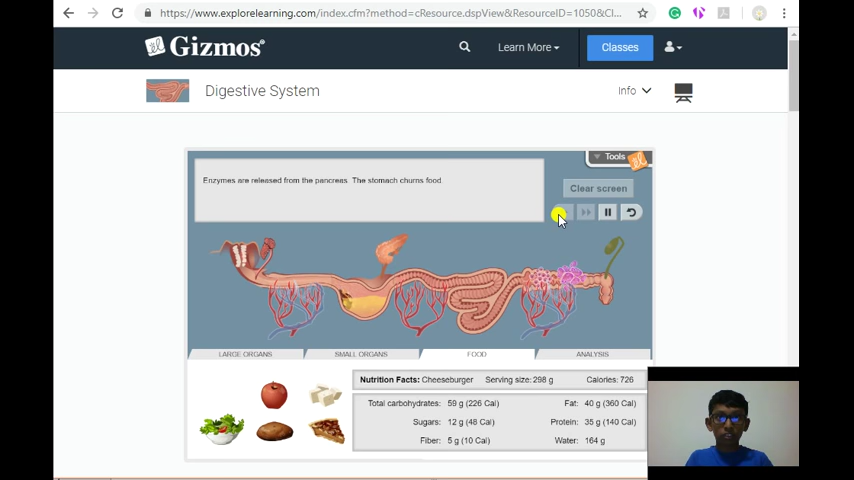 https://www.explorelearning.com/index.cfm?method=cResource.dspView&ResourceID=1050&Cl...
Gizmos
Learn More
Classes
Digestive System
Info
Tools
Enzymes are released from the pancreas. The stomach churns food.
Clear screen
LARGE ORGANS SMALL ORGANS FOOD ANALYSIS
Nutrition Facts: Cheeseburger Serving size: 298 g Calories: 726
Total carbohydrates: 59 g (226 Cal) Fat: 40 g (360 Cal)
Sugars: 12 g (48 Cal) Protein: 35 g (140 Cal)
Fiber: 5 g (10 Cal) Water: 164 g